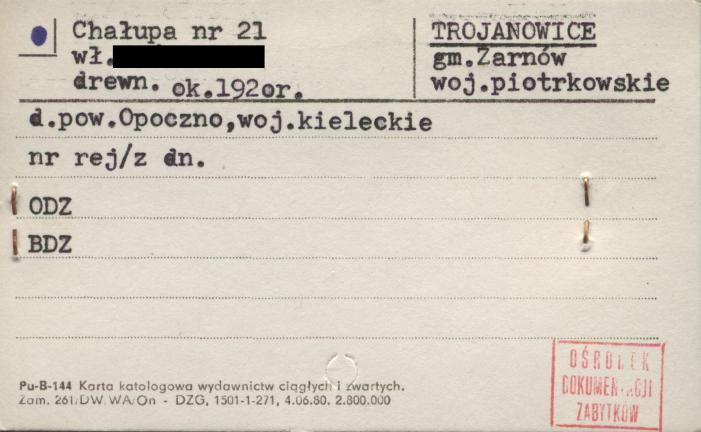 Chałupa nr 21
wł.
drewn. ok.192or.
TROJANOWICE
gm.Żarnów
woj.piotrkowskie
d.pow.Opoczno,woj.kieleckie
nr rej/z dn.
ODZ
BDZ
Pu-B-144 Karta katologowa wydawnictw ciągłych i zwartych.
Zam. 261/DW WA/On - DZG, 1501-1-271, 4.06.80. 2.800.000
OŚRODEK
DOKUMENTACJI
ZABYTKÓW